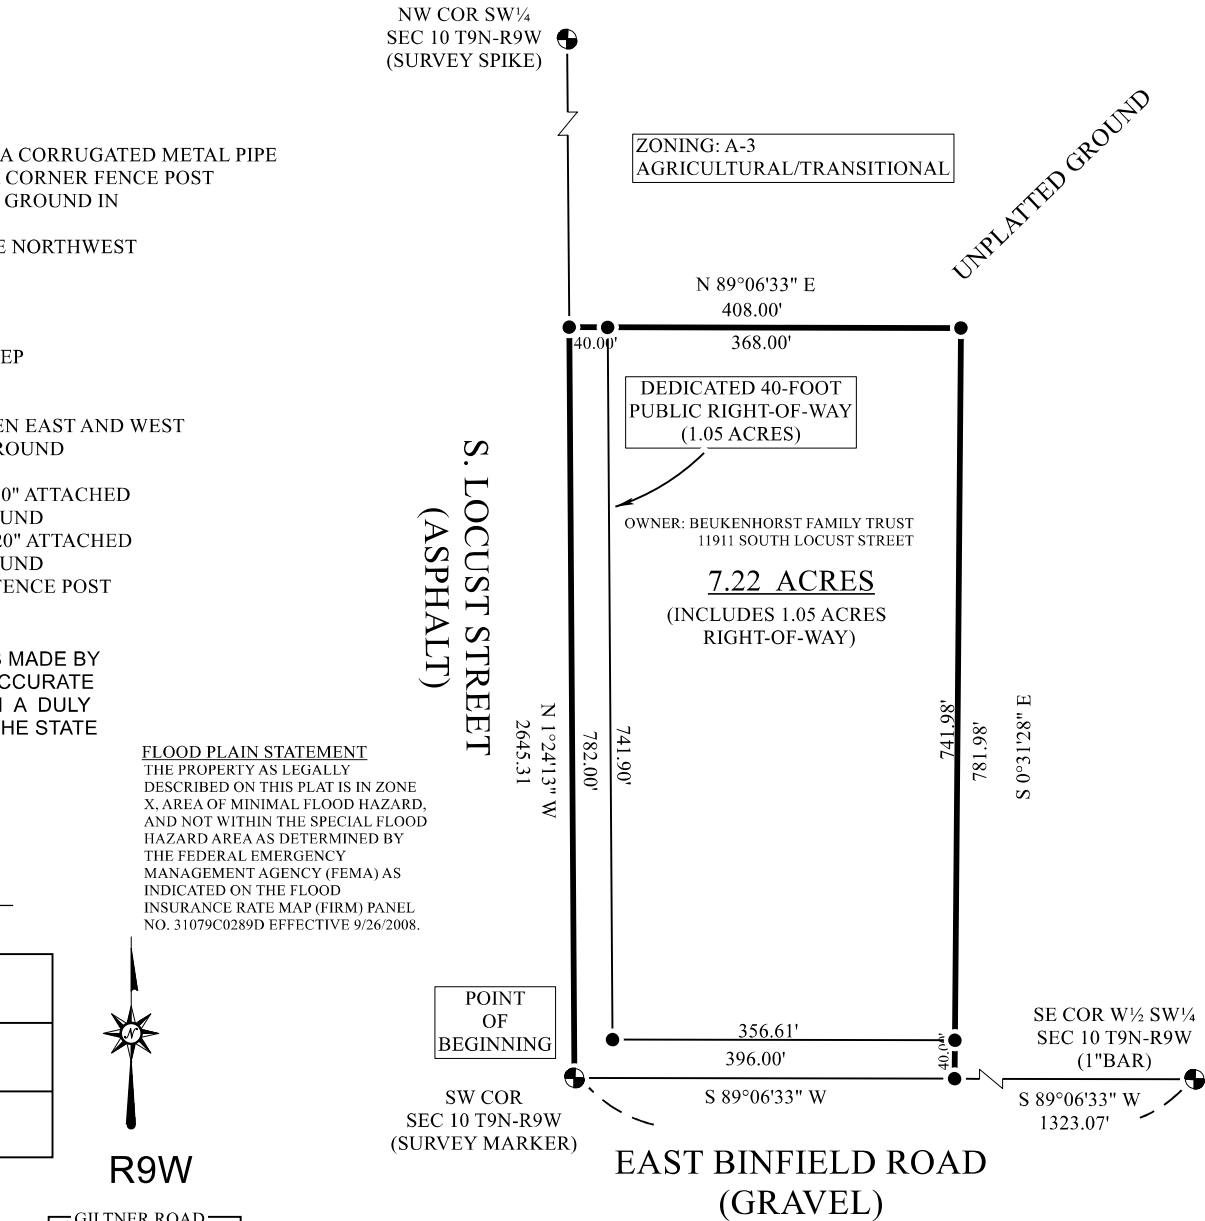 NW COR SW¼
SEC 10 T9N-R9W
(SURVEY SPIKE)
ZONING: A-3
AGRICULTURAL/TRANSITIONAL
UNPLATTED GROUND
A CORRUGATED METAL PIPE
CORNER FENCE POST
GROUND IN
E NORTHWEST
EP
EN EAST AND WEST
ROUND
0" ATTACHED
UND
20" ATTACHED
UND
FENCE POST
MADE BY
CCURATE
A DULY
HE STATE
N 89°06'33" E
408.00'
40.00'
368.00'
DEDICATED 40-FOOT
PUBLIC RIGHT-OF-WAY
(1.05 ACRES)
S. LOCUST STREET
(ASPHALT)
OWNER: BEUKENHORST FAMILY TRUST
11911 SOUTH LOCUST STREET
7.22 ACRES
(INCLUDES 1.05 ACRES
RIGHT-OF-WAY)
N 1°24'13" W
2645.31
782.00'
741.90'
741.98'
781.98'
S 0°31'28" E
FLOOD PLAIN STATEMENT
THE PROPERTY AS LEGALLY
DESCRIBED ON THIS PLAT IS IN ZONE
X, AREA OF MINIMAL FLOOD HAZARD,
AND NOT WITHIN THE SPECIAL FLOOD
HAZARD AREA AS DETERMINED BY
THE FEDERAL EMERGENCY
MANAGEMENT AGENCY (FEMA) AS
INDICATED ON THE FLOOD
INSURANCE RATE MAP (FIRM) PANEL
NO. 31079C0289D EFFECTIVE 9/26/2008.
N
R9W
GILTNER ROAD
POINT
OF
BEGINNING
356.61'
396.00'
40.00'
S 89°06'33" W
SW COR
SEC 10 T9N-R9W
(SURVEY MARKER)
SE COR W½ SW¼
SEC 10 T9N-R9W
(1"BAR)
S 89°06'33" W
1323.07'
EAST BINFIELD ROAD
(GRAVEL)